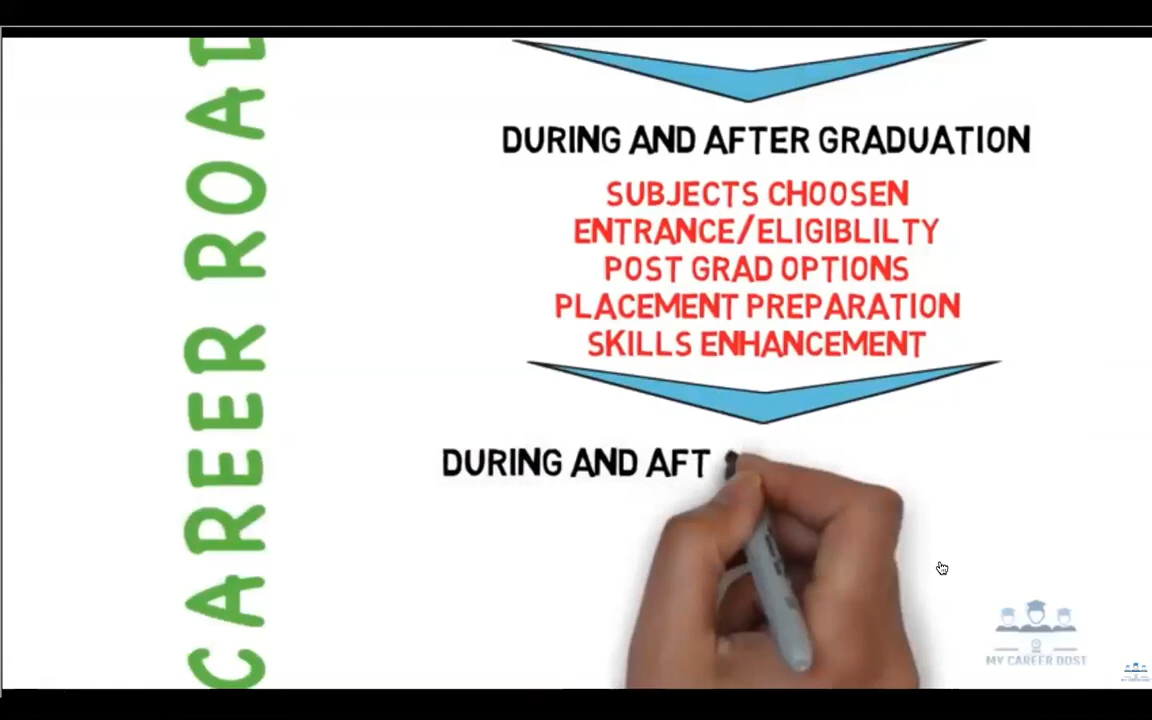 CAREER ROAD
DURING AND AFTER GRADUATION
SUBJECTS CHOOSEN
ENTRANCE/ELIGIBLILTY
POST GRAD OPTIONS
PLACEMENT PREPARATION
SKILLS ENHANCEMENT
DURING AND AFT
MY CAREER DOST